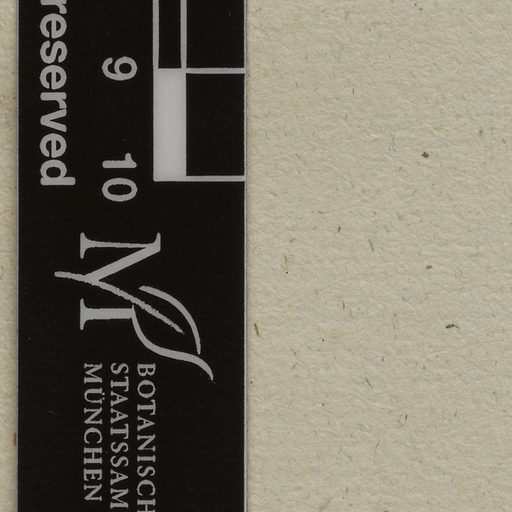 reserved
9
10
M
BOTANISCH
STAATSSAM
MÜNCHEN